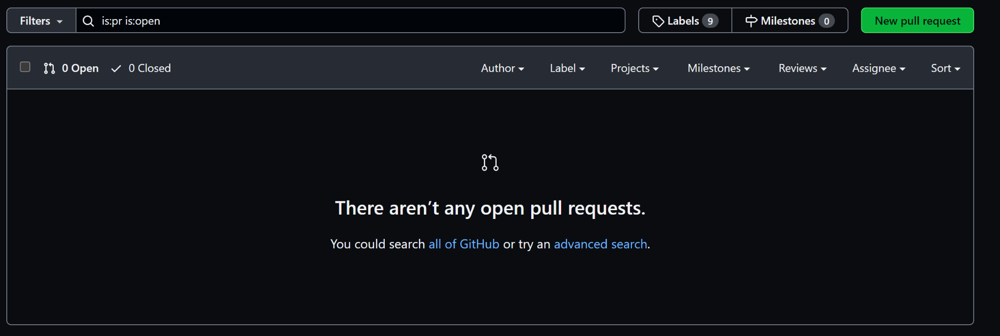 Filters is:pr is:open Labels 9 Milestones 0 New pull request
0 Open 0 Closed Author Label Projects Milestones Reviews Assignee Sort
There aren’t any open pull requests.
You could search all of GitHub or try an advanced search.